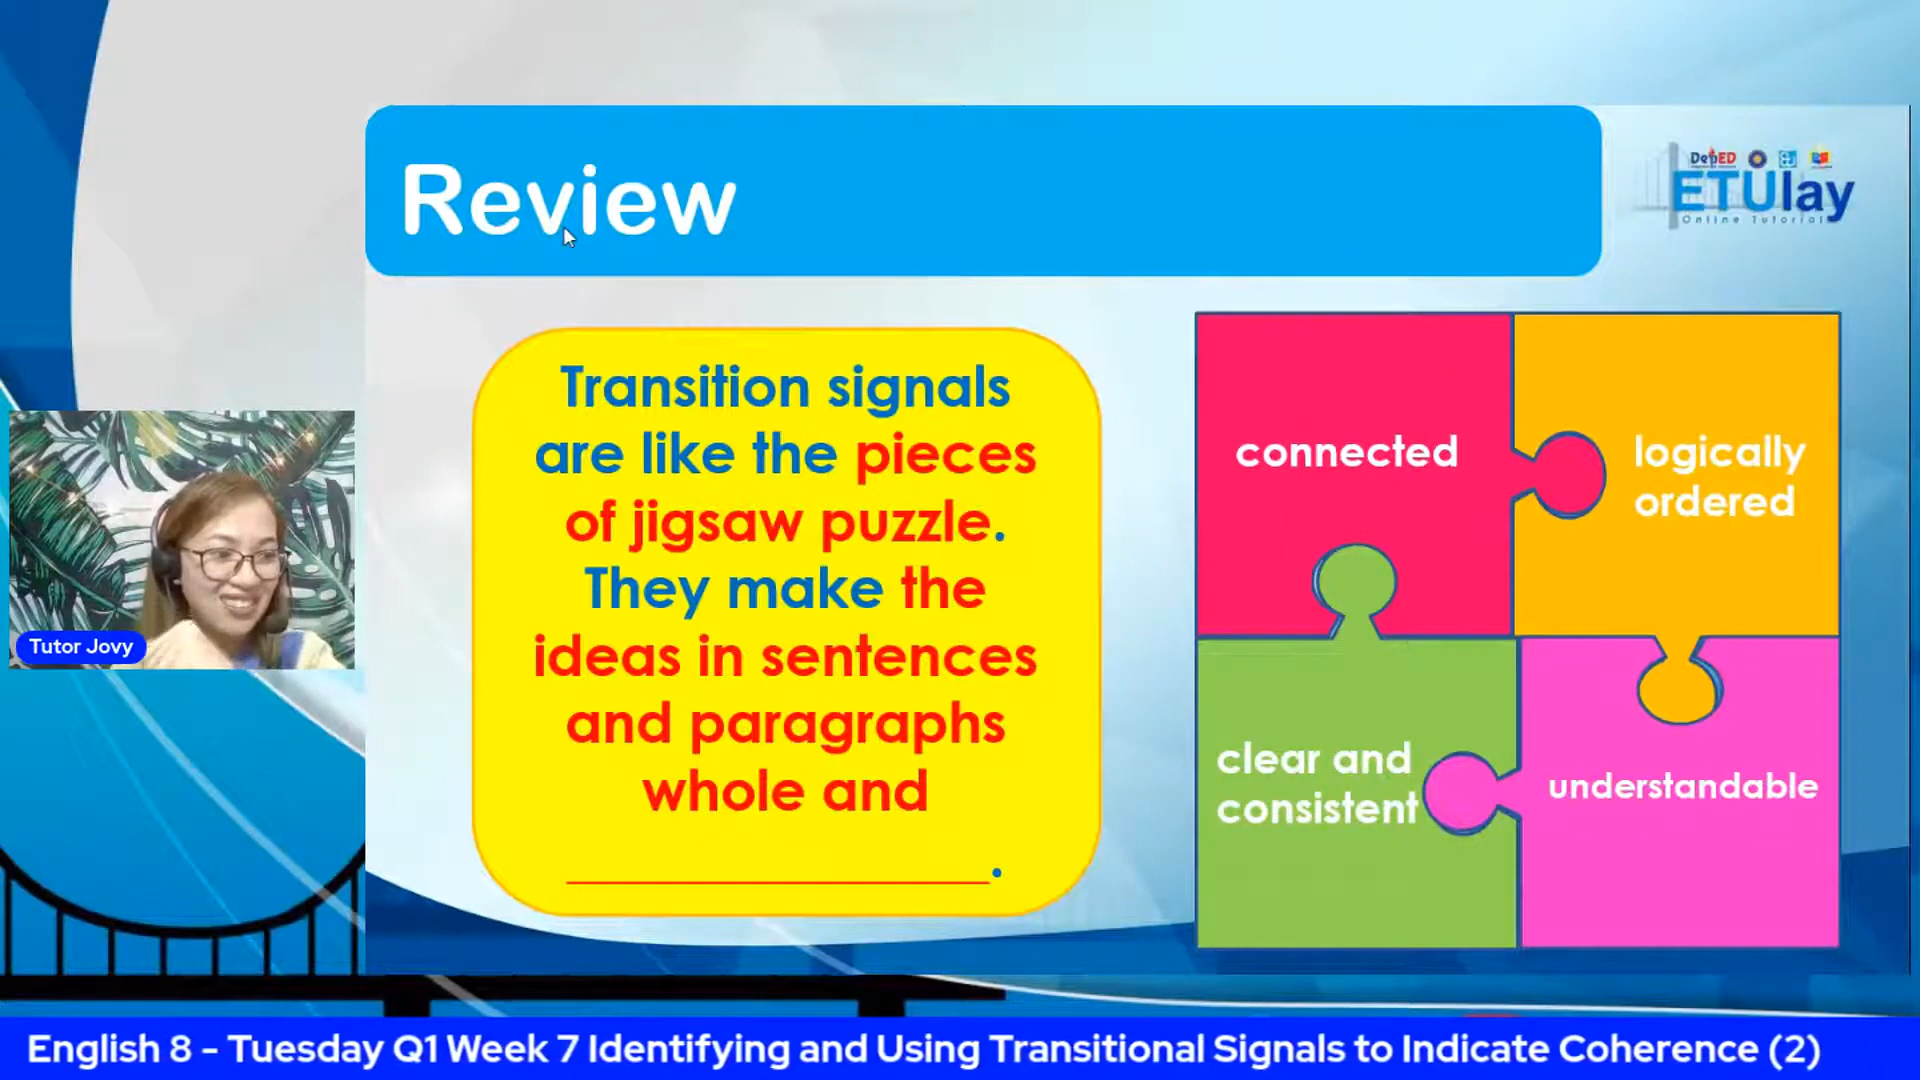 Review
DepED
ETUlay
Online Tutorial
Transition signals
are like the pieces
of jigsaw puzzle.
They make the
ideas in sentences
and paragraphs
whole and
____________________.
connected
logically
ordered
clear and
consistent
understandable
Tutor Jovy
English 8 - Tuesday Q1 Week 7 Identifying and Using Transitional Signals to Indicate Coherence (2)